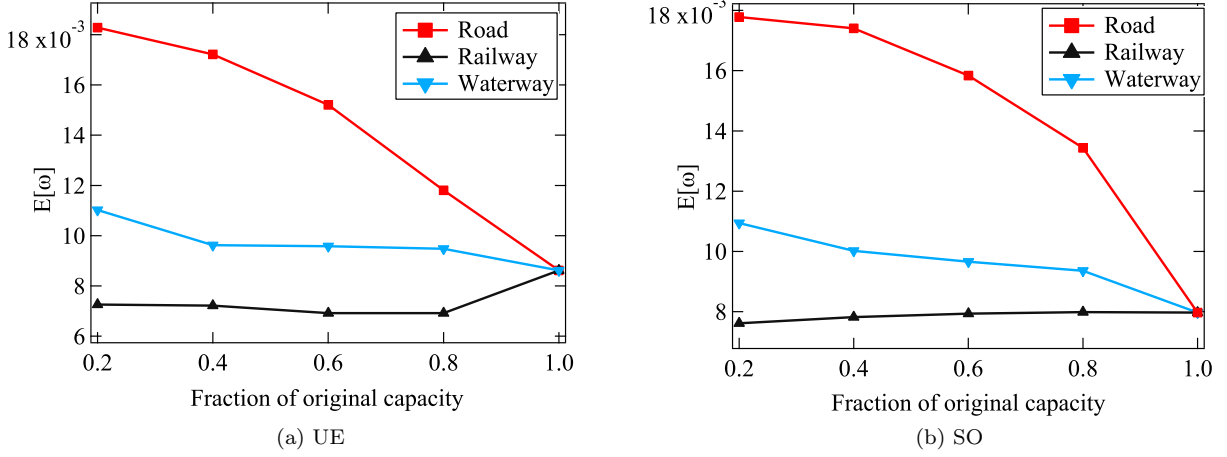 18 x10⁻³
16
14
12
10
8
6
E[ω]
0.2 0.4 0.6 0.8 1.0
Fraction of original capacity
Road
Railway
Waterway
(a) UE
18 x10⁻³
16
14
12
10
8
E[ω]
0.2 0.4 0.6 0.8 1.0
Fraction of original capacity
Road
Railway
Waterway
(b) SO